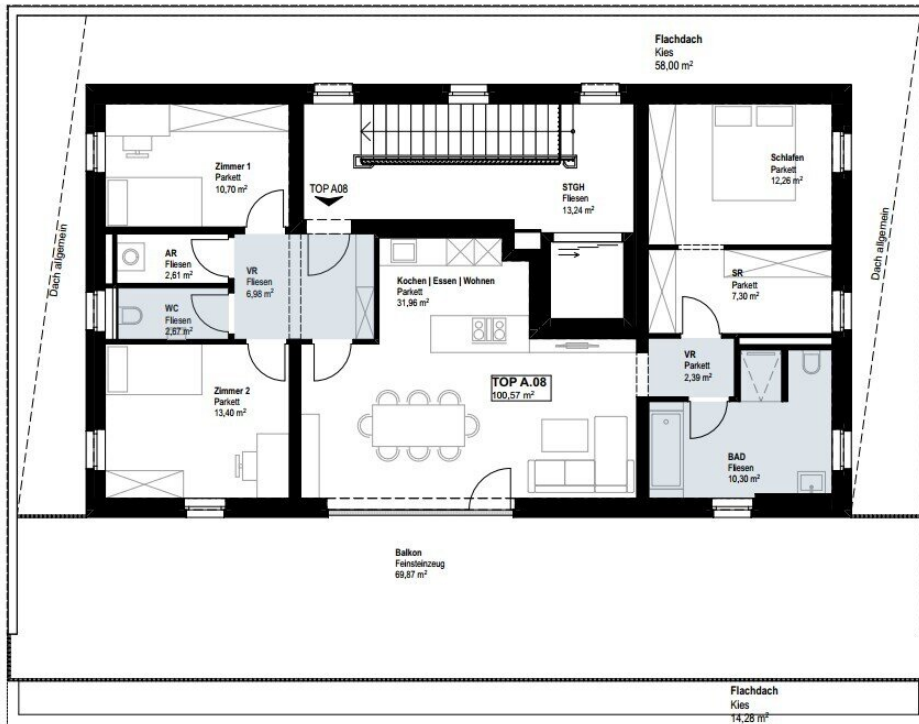 Flachdach
Kies
58,00 m²
Zimmer 1
Parkett
10,70 m²
TOP A08
STGH
Fliesen
13,24 m²
Schlafen
Parkett
12,26 m²
Dach allgemein
Dach allgemein
AR
Fliesen
2,61 m²
VR
Fliesen
6,98 m²
Kochen | Essen | Wohnen
Parkett
31,96 m²
SR
Parkett
7,30 m²
WC
Fliesen
2,67 m²
VR
Parkett
2,39 m²
TOP A.08
100,57 m²
Zimmer 2
Parkett
13,40 m²
BAD
Fliesen
10,30 m²
Balkon
Feinsteinzeug
69,87 m²
Flachdach
Kies
14,28 m²